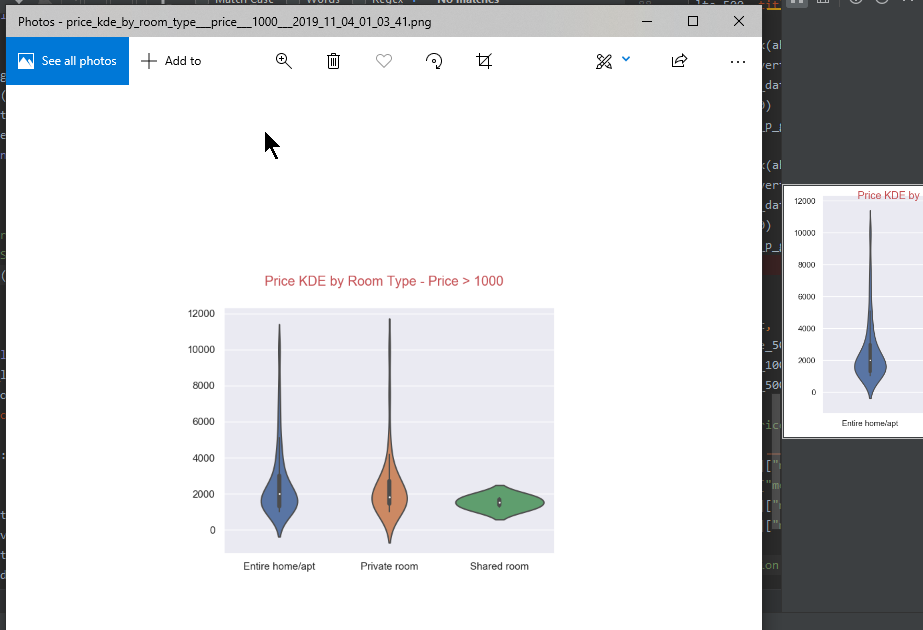 Match Case
Words
Regex
No matches
Photos - price_kde_by_room_type___price___1000___2019_11_04_01_03_41.png
See all photos
Add to
Price KDE by Room Type - Price > 1000
12000
10000
8000
6000
4000
2000
0
Entire home/apt
Private room
Shared room
Price KDE by
12000
10000
8000
6000
4000
2000
0
Entire home/apt